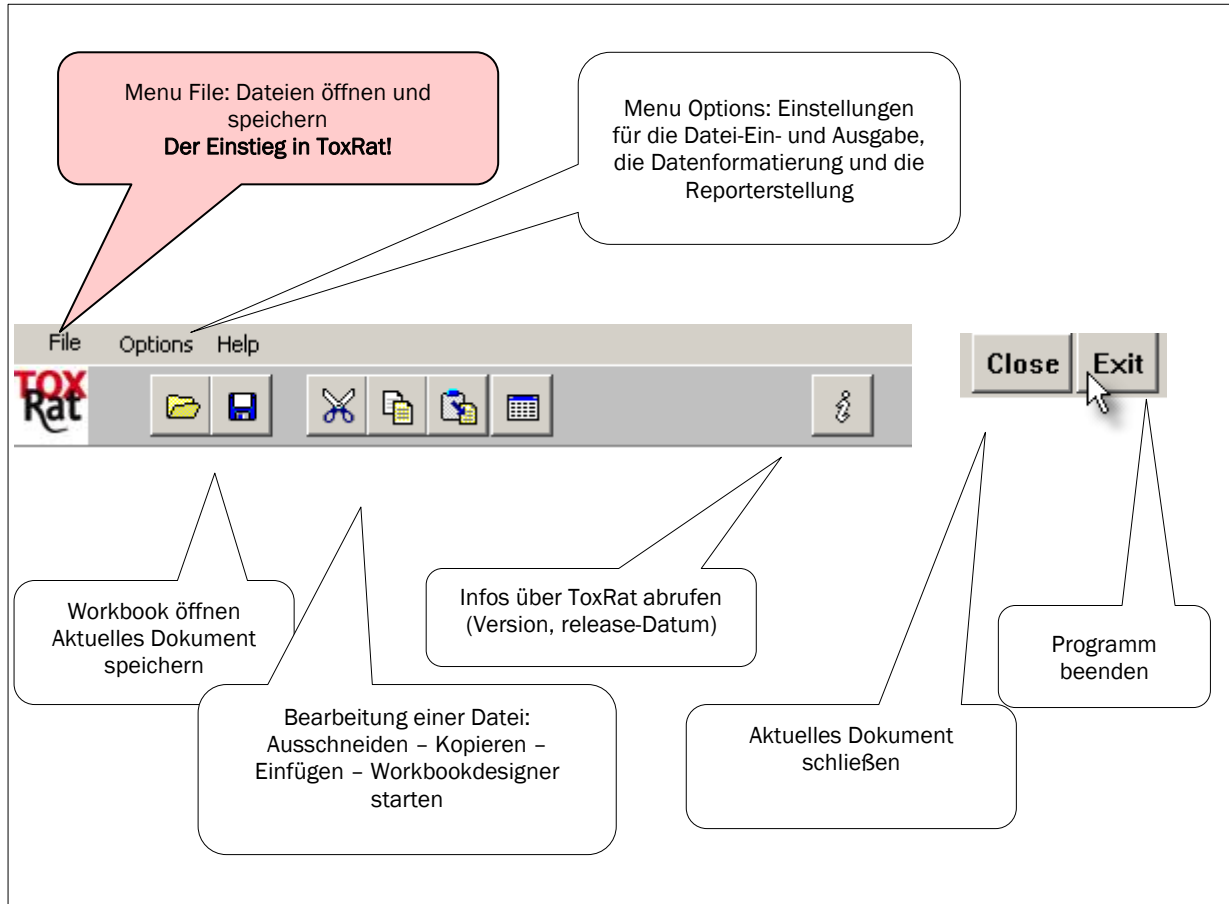 Menu File: Dateien öffnen und
speichern
Der Einstieg in ToxRat!
Menu Options: Einstellungen
für die Datei-Ein- und Ausgabe,
die Datenformatierung und die
Reporterstellung
File Options Help
TOX
Rat
Close Exit
Workbook öffnen
Aktuelles Dokument
speichern
Infos über ToxRat abrufen
(Version, release-Datum)
Programm
beenden
Bearbeitung einer Datei:
Ausschneiden – Kopieren –
Einfügen – Workbookdesigner
starten
Aktuelles Dokument
schließen